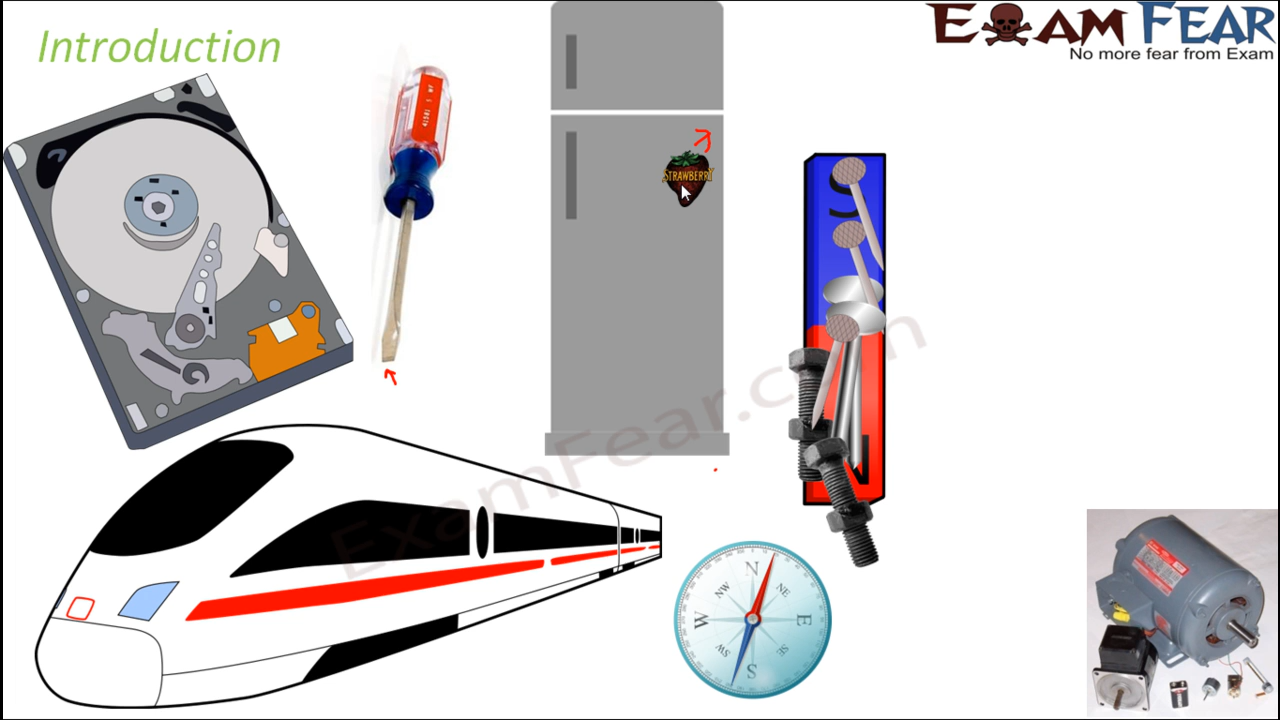 Introduction
EXAM FEAR
No more fear from Exam
STRAWBERRY
S
N
ExamFear.com
N
NE
E
SE
S
SW
W
NW